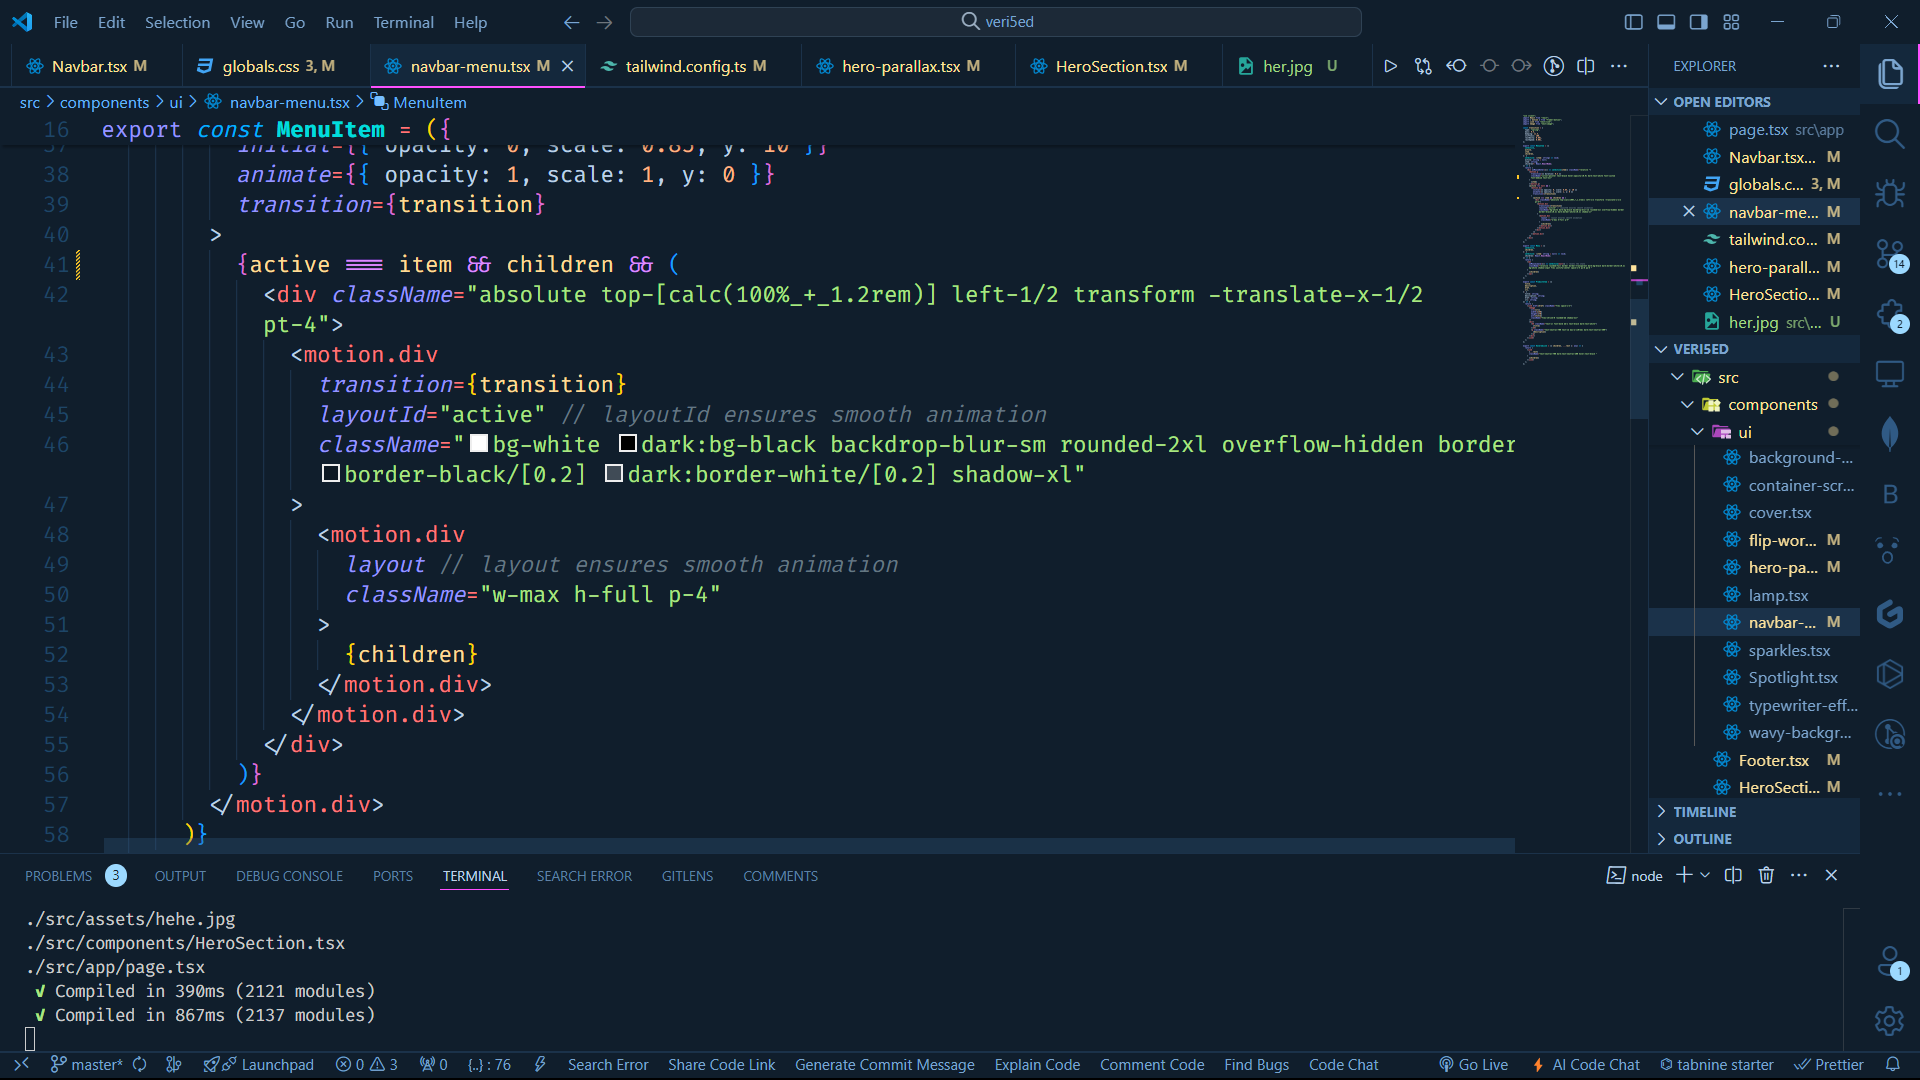 File Edit Selection View Go Run Terminal Help
veri5ed
Navbar.tsx M
globals.css 3, M
navbar-menu.tsx M
tailwind.config.ts M
hero-parallax.tsx M
HeroSection.tsx M
her.jpg U
src > components > ui > navbar-menu.tsx > MenuItem
16 export const MenuItem = ({
37 initial={{ opacity: 0, scale: 0.85, y: 10 }}
38 animate={{ opacity: 1, scale: 1, y: 0 }}
39 transition={transition}
40 >
41 {active === item && children && (
42 <div className="absolute top-[calc(100%_+_1.2rem)] left-1/2 transform -translate-x-1/2
pt-4">
43 <motion.div
44 transition={transition}
45 layoutId="active" // layoutId ensures smooth animation
46 className="bg-white dark:bg-black backdrop-blur-sm rounded-2xl overflow-hidden border
border-black/[0.2] dark:border-white/[0.2] shadow-xl"
47 >
48 <motion.div
49 layout // layout ensures smooth animation
50 className="w-max h-full p-4"
51 >
52 {children}
53 </motion.div>
54 </motion.div>
55 </div>
56 )}
57 </motion.div>
58 )}
EXPLORER
OPEN EDITORS
page.tsx src\app
Navbar.tsx... M
globals.c... 3, M
navbar-me... M
tailwind.co... M
hero-parall... M
HeroSectio... M
her.jpg src\... U
VERI5ED
src
components
ui
background-...
container-scr...
cover.tsx
flip-wor... M
hero-pa... M
lamp.tsx
navbar-... M
sparkles.tsx
Spotlight.tsx
typewriter-eff...
wavy-backgr...
Footer.tsx M
HeroSecti... M
TIMELINE
OUTLINE
14
2
B
1
PROBLEMS 3 OUTPUT DEBUG CONSOLE PORTS TERMINAL SEARCH ERROR GITLENS COMMENTS
node
./src/assets/hehe.jpg
./src/components/HeroSection.tsx
./src/app/page.tsx
✓ Compiled in 390ms (2121 modules)
✓ Compiled in 867ms (2137 modules)
master* Launchpad 0 3 0 {..} : 76 Search Error Share Code Link Generate Commit Message Explain Code Comment Code Find Bugs Code Chat Go Live AI Code Chat tabnine starter Prettier